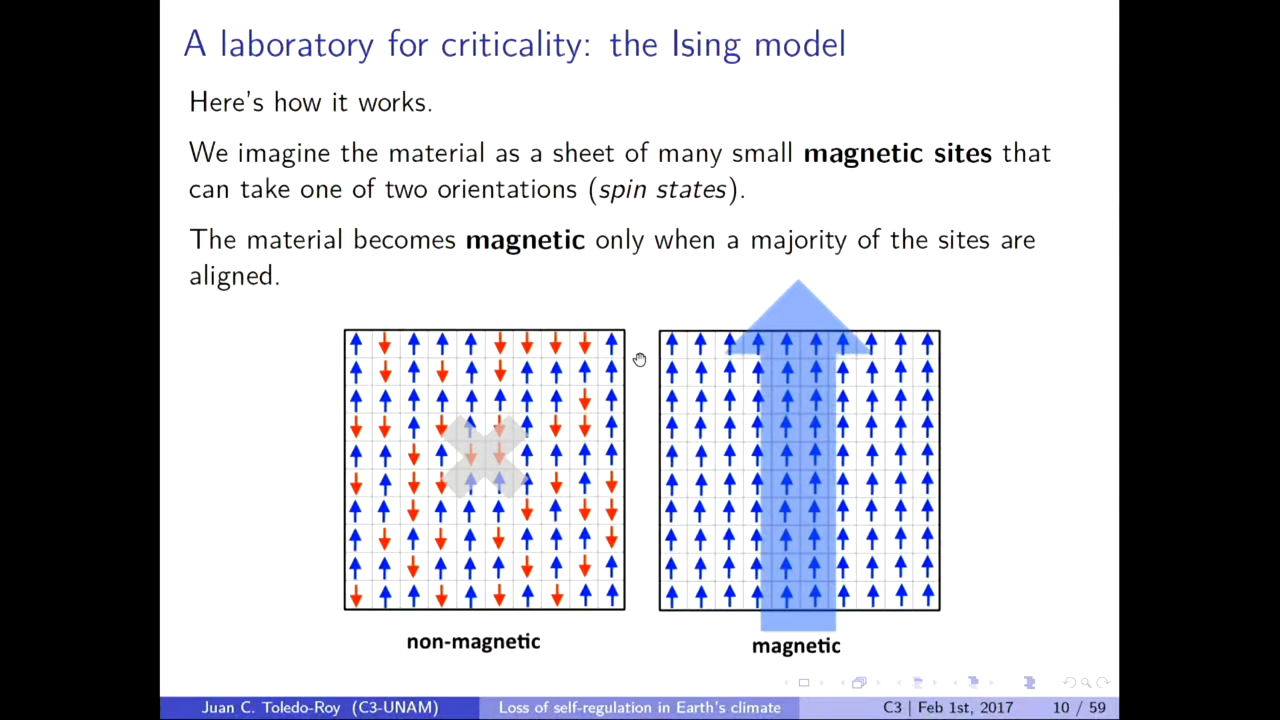 A laboratory for criticality: the Ising model
Here's how it works.
We imagine the material as a sheet of many small magnetic sites that
can take one of two orientations (spin states).
The material becomes magnetic only when a majority of the sites are
aligned.
non-magnetic
magnetic
Juan C. Toledo-Roy (C3-UNAM)
Loss of self-regulation in Earth's climate
C3 | Feb 1st, 2017
10 / 59